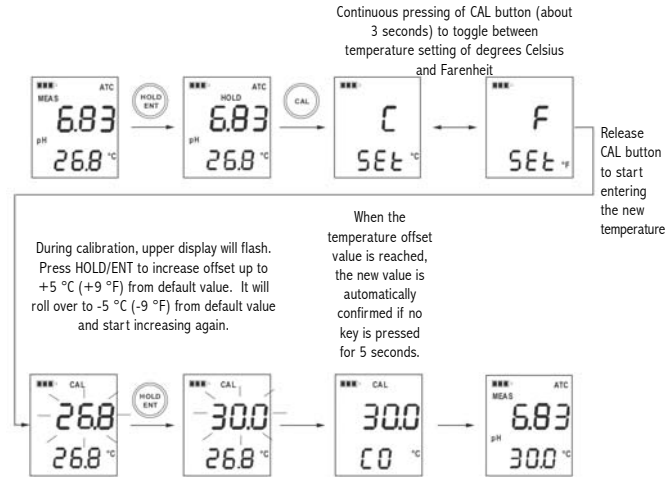 Continuous pressing of CAL button (about
3 seconds) to toggle between
temperature setting of degrees Celsius
and Farenheit
ATC
MEAS
6.83
pH
26.8 °C
HOLD
ENT
ATC
HOLD
6.83
26.8 °C
CAL
C
SEt °C
F
SEt °F
Release
CAL button
to start
entering
the new
temperature
During calibration, upper display will flash.
Press HOLD/ENT to increase offset up to
+5 °C (+9 °F) from default value. It will
roll over to -5 °C (-9 °F) from default value
and start increasing again.
When the
temperature offset
value is reached,
the new value is
automatically
confirmed if no
key is pressed
for 5 seconds.
CAL
26.8
26.8 °C
HOLD
ENT
CAL
30.0
26.8 °C
CAL
30.0
CO °C
ATC
MEAS
6.83
pH
30.0 °C